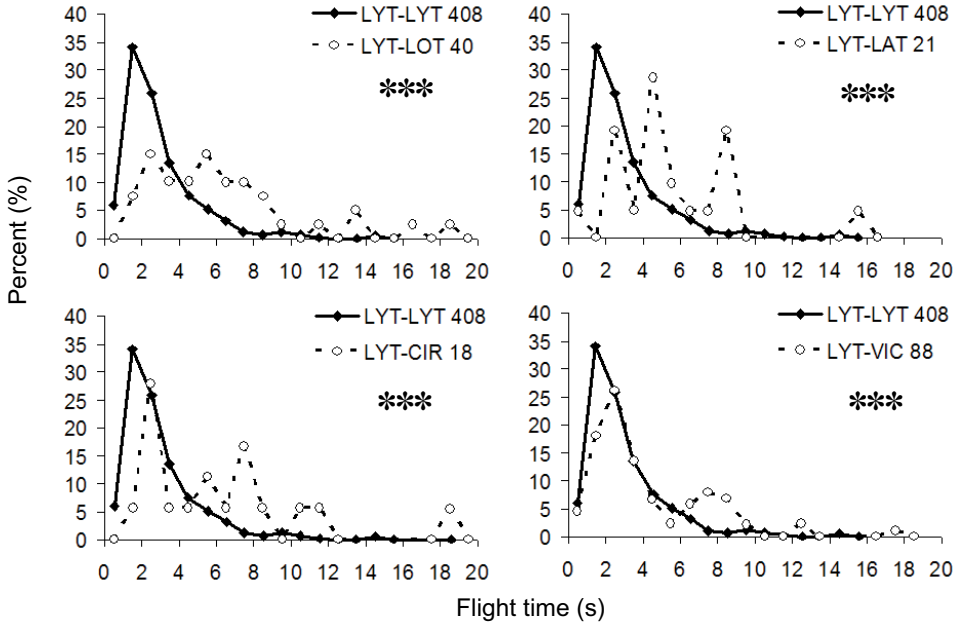 LYT-LYT 408
LYT-LOT 40
***
40
35
30
25
20
15
10
5
0
0 2 4 6 8 10 12 14 16 18 20
LYT-LYT 408
LYT-LAT 21
***
40
35
30
25
20
15
10
5
0
0 2 4 6 8 10 12 14 16 18 20
Percent (%)
LYT-LYT 408
LYT-CIR 18
***
40
35
30
25
20
15
10
5
0
0 2 4 6 8 10 12 14 16 18 20
LYT-LYT 408
LYT-VIC 88
***
40
35
30
25
20
15
10
5
0
0 2 4 6 8 10 12 14 16 18 20
Flight time (s)